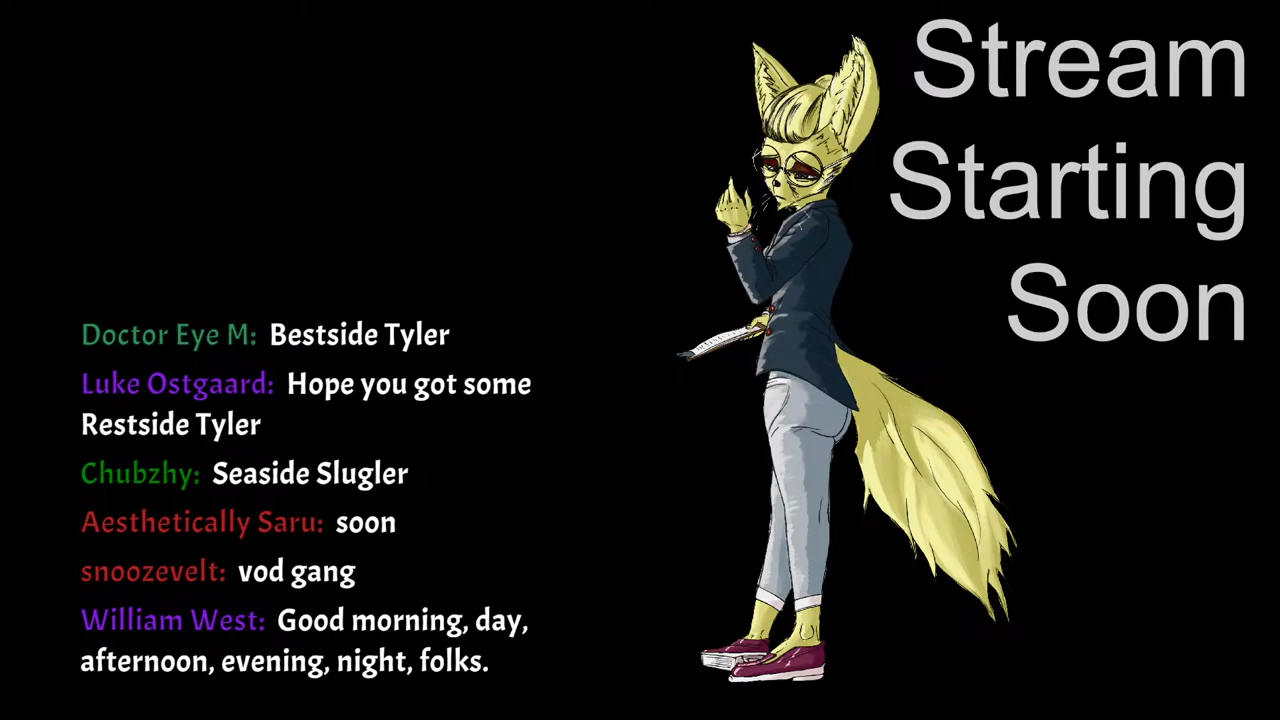 Stream
Starting
Soon
Doctor Eye M: Bestside Tyler
Luke Ostgaard: Hope you got some
Restside Tyler
Chubzhy: Seaside Slugler
Aesthetically Saru: soon
snoozevelt: vod gang
William West: Good morning, day,
afternoon, evening, night, folks.